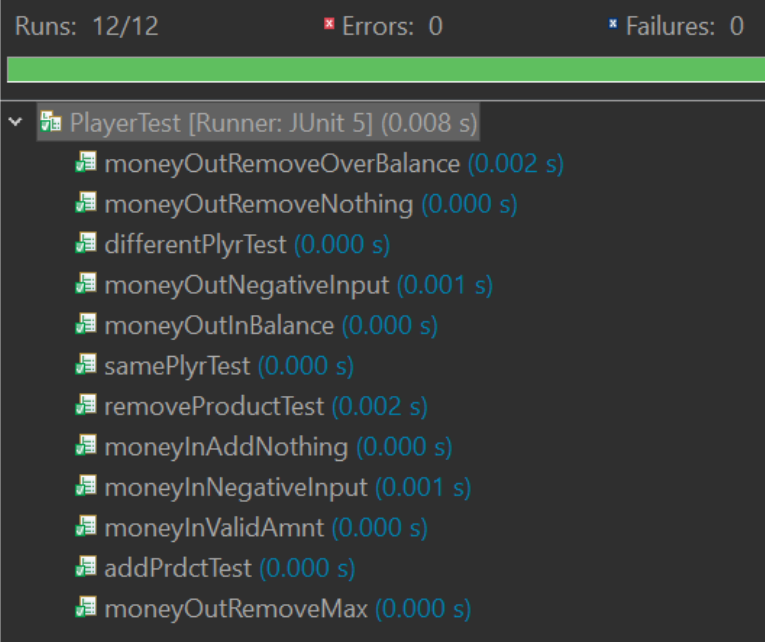 Runs: 12/12 Errors: 0 Failures: 0
PlayerTest [Runner: JUnit 5] (0.008 s)
moneyOutRemoveOverBalance (0.002 s)
moneyOutRemoveNothing (0.000 s)
differentPlyrTest (0.000 s)
moneyOutNegativeInput (0.001 s)
moneyOutInBalance (0.000 s)
samePlyrTest (0.000 s)
removeProductTest (0.002 s)
moneyInAddNothing (0.000 s)
moneyInNegativeInput (0.001 s)
moneyInValidAmnt (0.000 s)
addPrdctTest (0.000 s)
moneyOutRemoveMax (0.000 s)